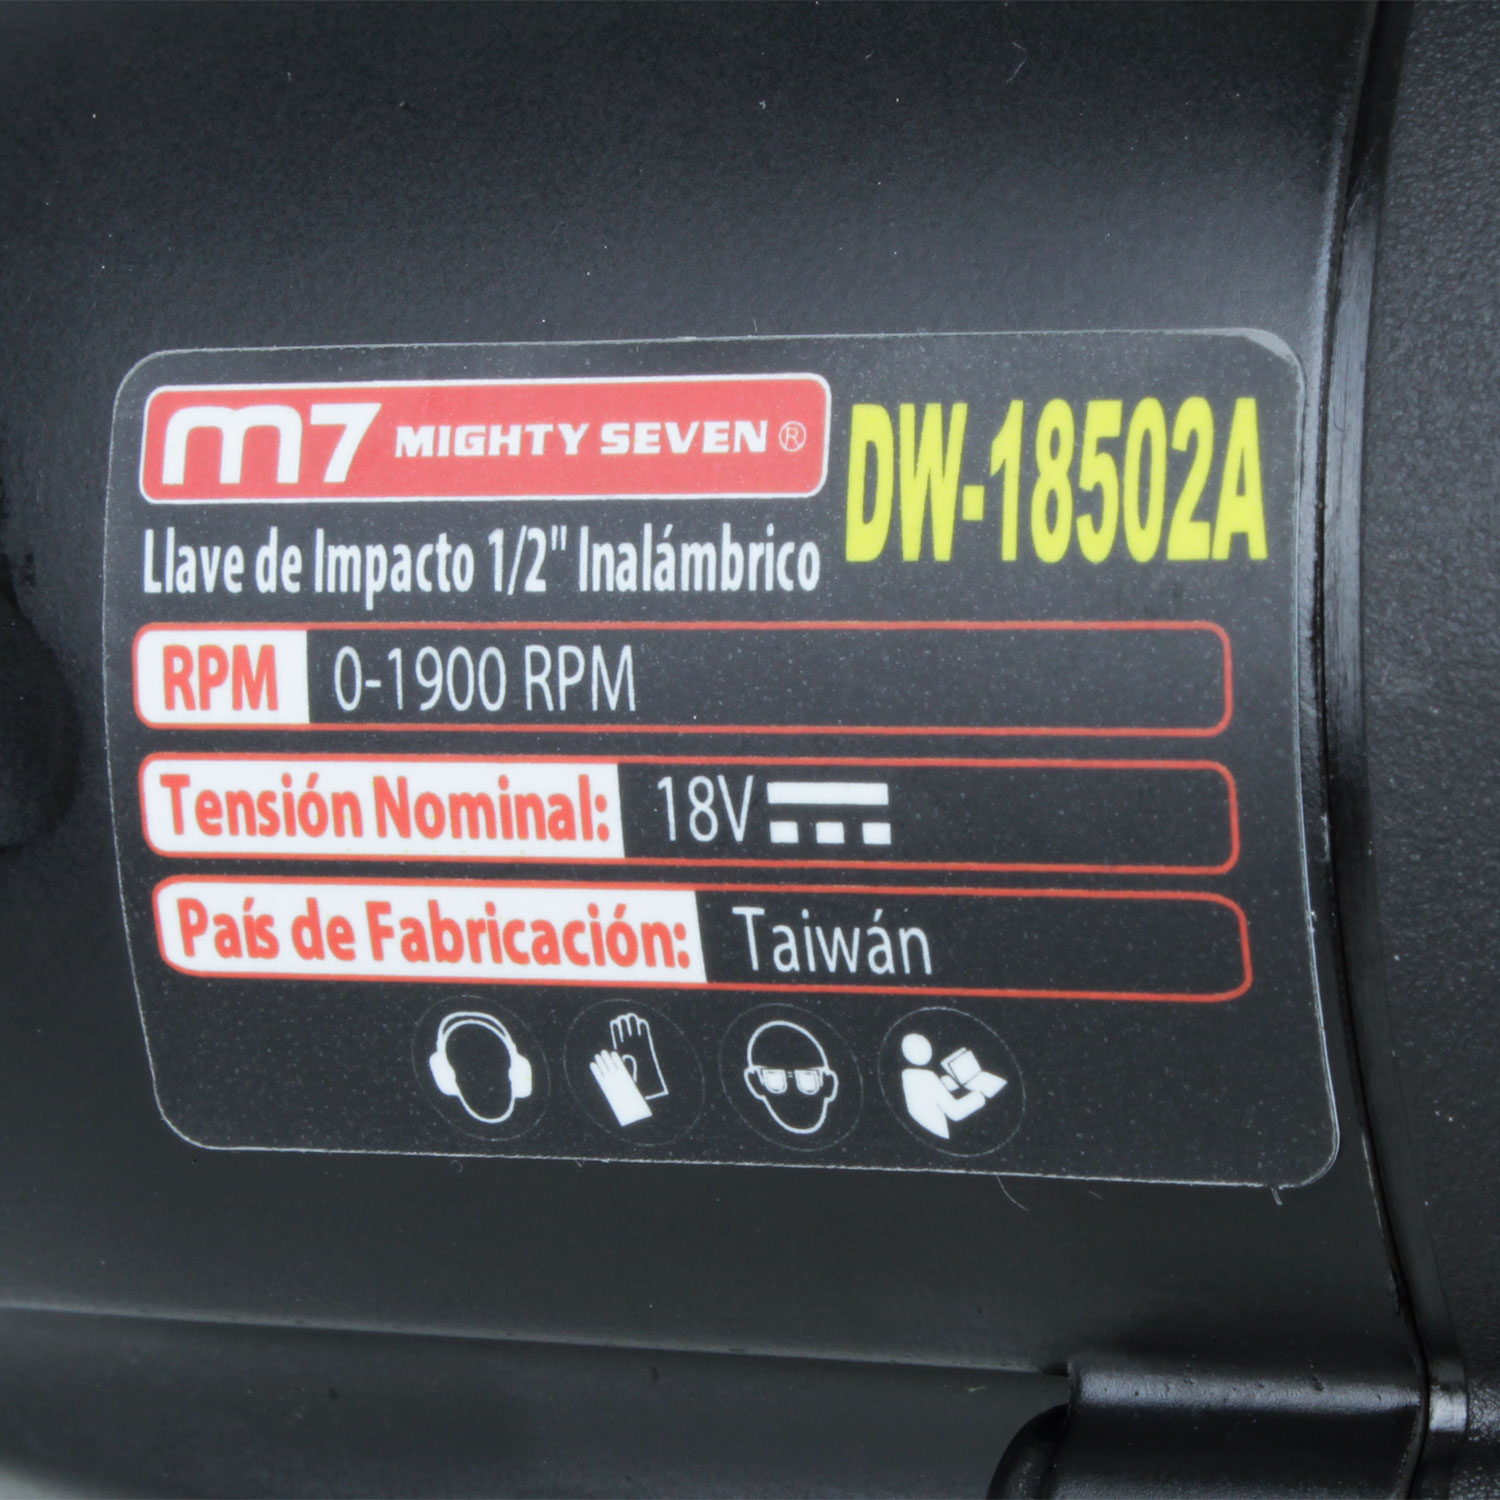 m7 MIGHTY SEVEN ® DW-18502A
Llave de Impacto 1/2" Inalámbrico
RPM 0-1900 RPM
Tensión Nominal: 18V
País de Fabricación: Taiwán